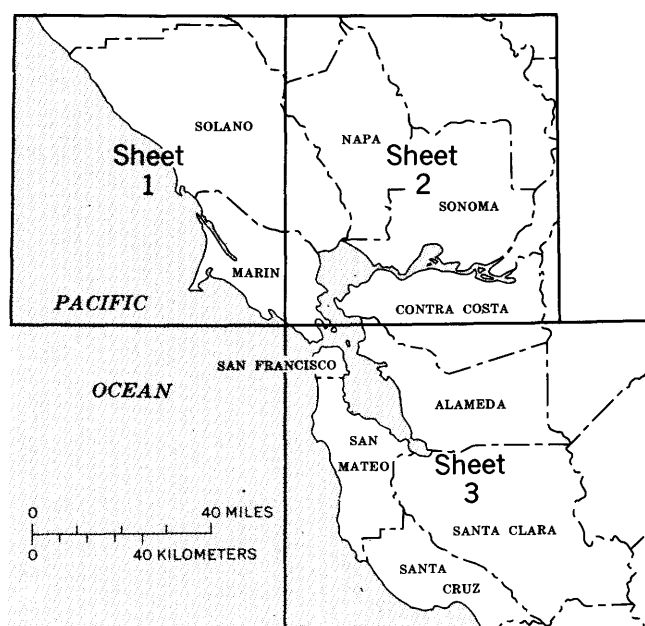 SOLANO
NAPA
Sheet
1
Sheet
2
SONOMA
MARIN
PACIFIC
CONTRA COSTA
SAN FRANCISCO
OCEAN
ALAMEDA
SAN
MATEO
Sheet
3
0 40 MILES
0 40 KILOMETERS
SANTA CLARA
SANTA
CRUZ